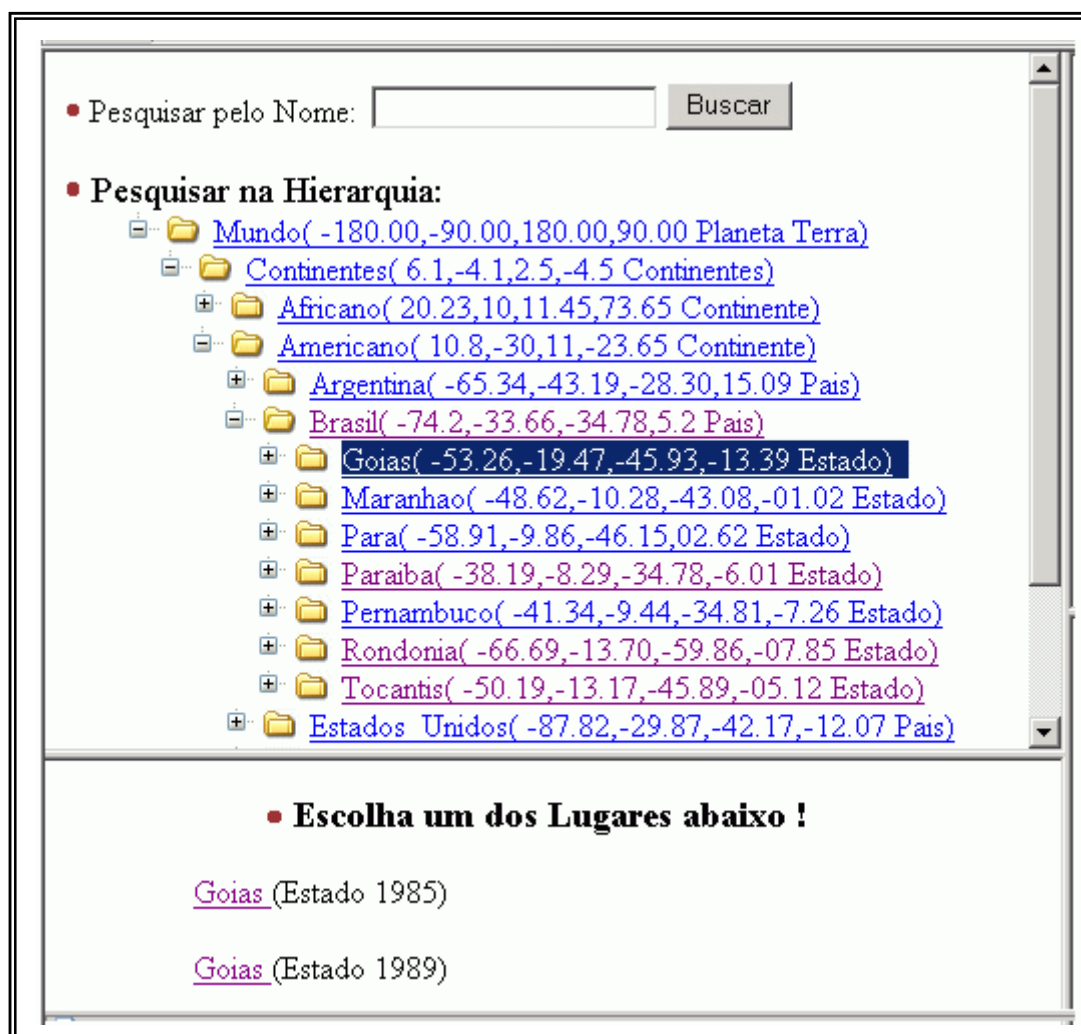 Pesquisar pelo Nome: Buscar
Pesquisar na Hierarquia:
Mundo( -180.00,-90.00,180.00,90.00 Planeta Terra)
Continentes( 6.1,-4.1,2.5,-4.5 Continentes)
Africano( 20.23,10,11.45,73.65 Continente)
Americano( 10.8,-30,11,-23.65 Continente)
Argentina( -65.34,-43.19,-28.30,15.09 Pais)
Brasil( -74.2,-33.66,-34.78,5.2 Pais)
Goias( -53.26,-19.47,-45.93,-13.39 Estado)
Maranhao( -48.62,-10.28,-43.08,-01.02 Estado)
Para( -58.91,-9.86,-46.15,02.62 Estado)
Paraiba( -38.19,-8.29,-34.78,-6.01 Estado)
Pernambuco( -41.34,-9.44,-34.81,-7.26 Estado)
Rondonia( -66.69,-13.70,-59.86,-07.85 Estado)
Tocantis( -50.19,-13.17,-45.89,-05.12 Estado)
Estados_Unidos( -87.82,-29.87,-42.17,-12.07 Pais)
Escolha um dos Lugares abaixo !
Goias (Estado 1985)
Goias (Estado 1989)